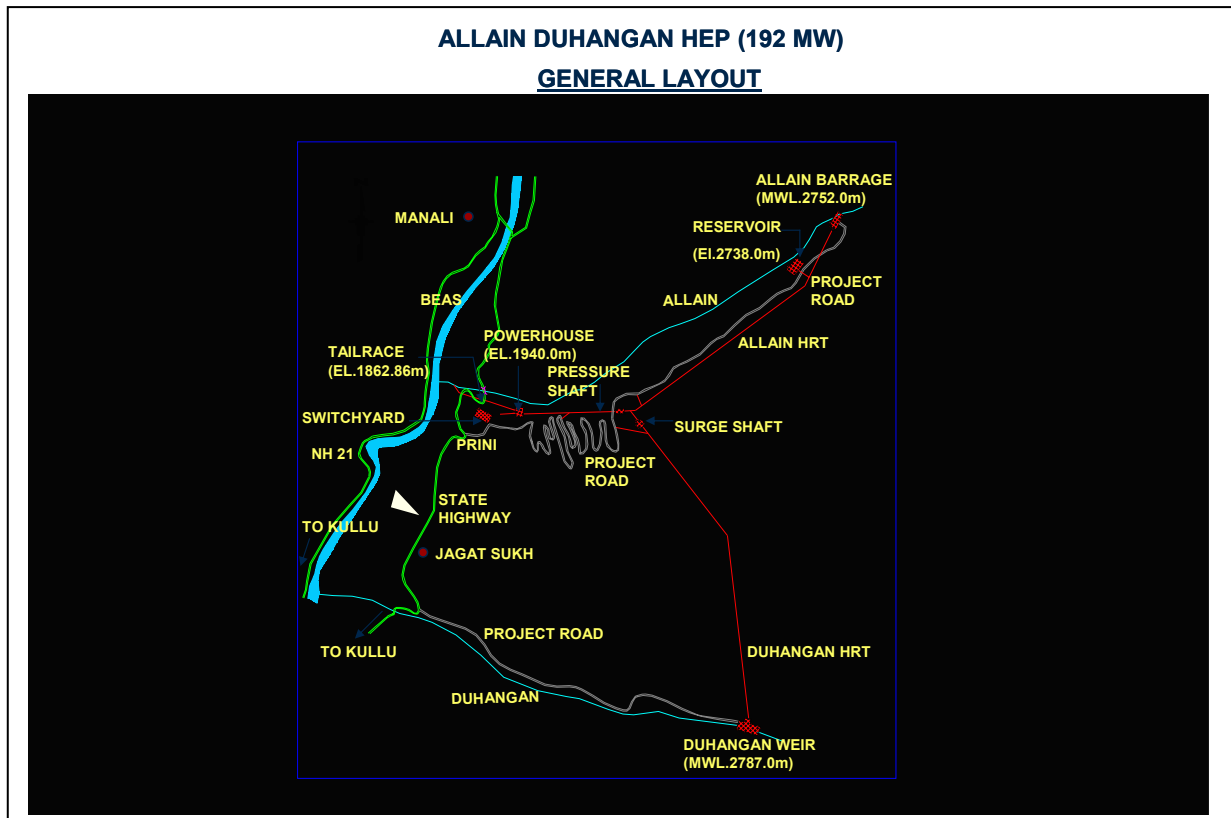 ALLAIN DUHANGAN HEP (192 MW)
GENERAL LAYOUT
ALLAIN BARRAGE
(MWL.2752.0m)
MANALI
RESERVOIR
(El.2738.0m)
PROJECT
ROAD
BEAS
ALLAIN
ALLAIN HRT
POWERHOUSE
(EL.1940.0m)
TAILRACE
(EL.1862.86m)
PRESSURE
SHAFT
SWITCHYARD
SURGE SHAFT
PRINI
NH 21
PROJECT
ROAD
STATE
HIGHWAY
TO KULLU
JAGAT SUKH
PROJECT ROAD
TO KULLU
DUHANGAN HRT
DUHANGAN
DUHANGAN WEIR
(MWL.2787.0m)